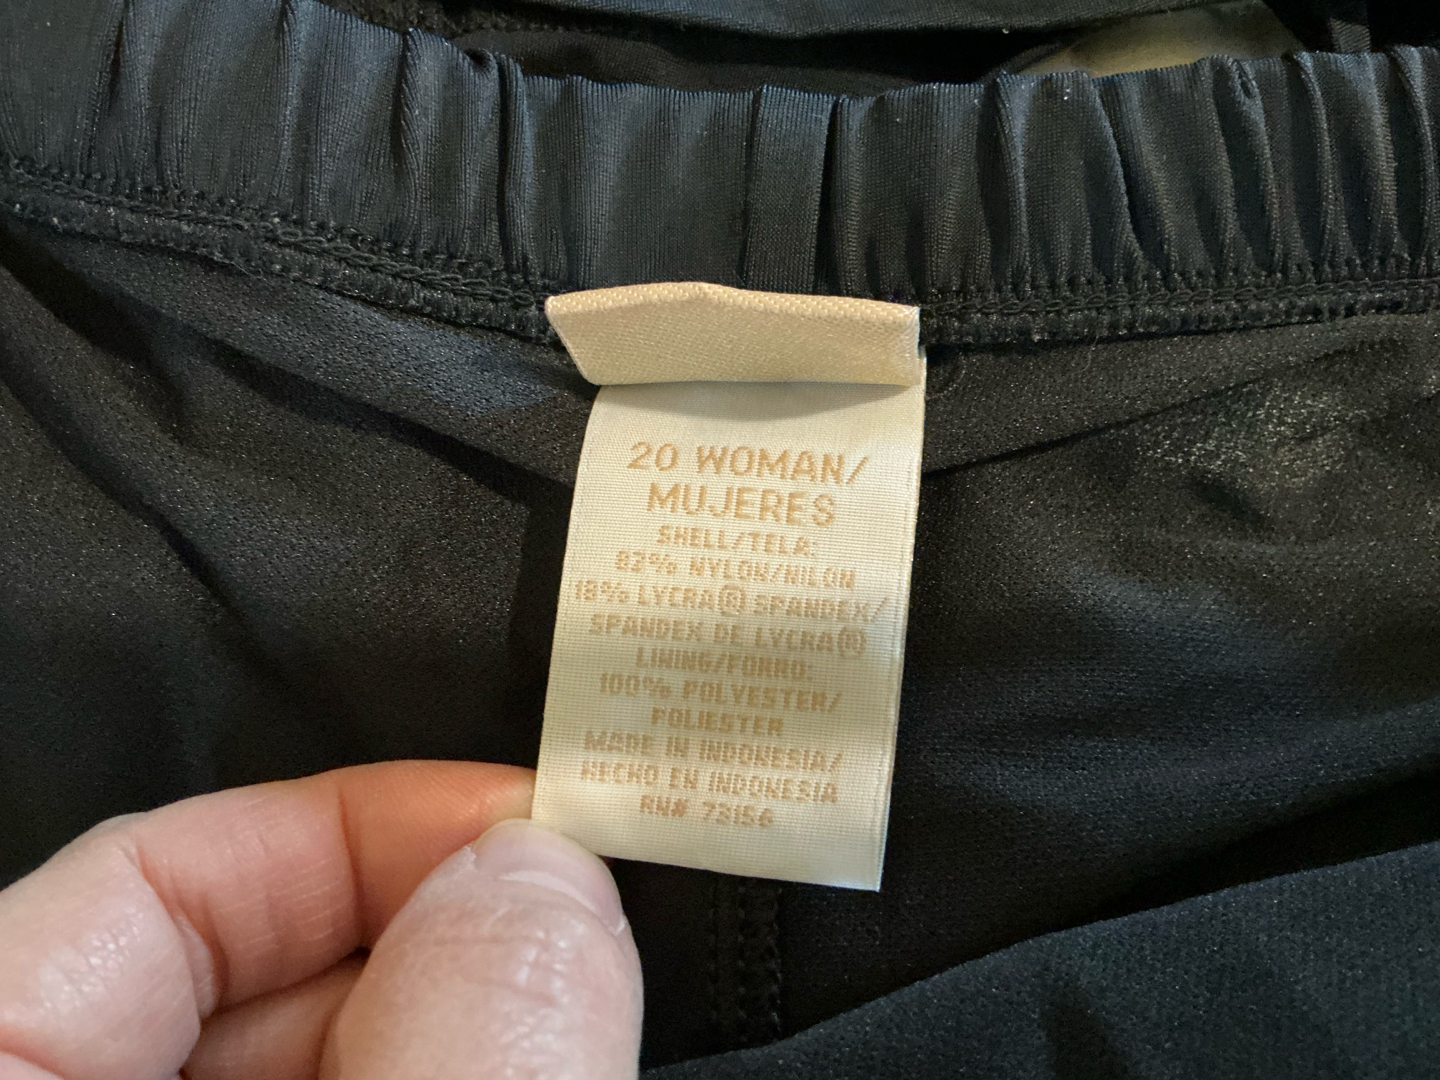 20 WOMAN/
MUJERES
SHELL/TELA:
82% NYLON/NILON
18% LYCRA® SPANDEX/
SPANDEX DE LYCRA®
LINING/FORRO:
100% POLYESTER/
POLIESTER
MADE IN INDONESIA/
HECHO EN INDONESIA
RN# 73156